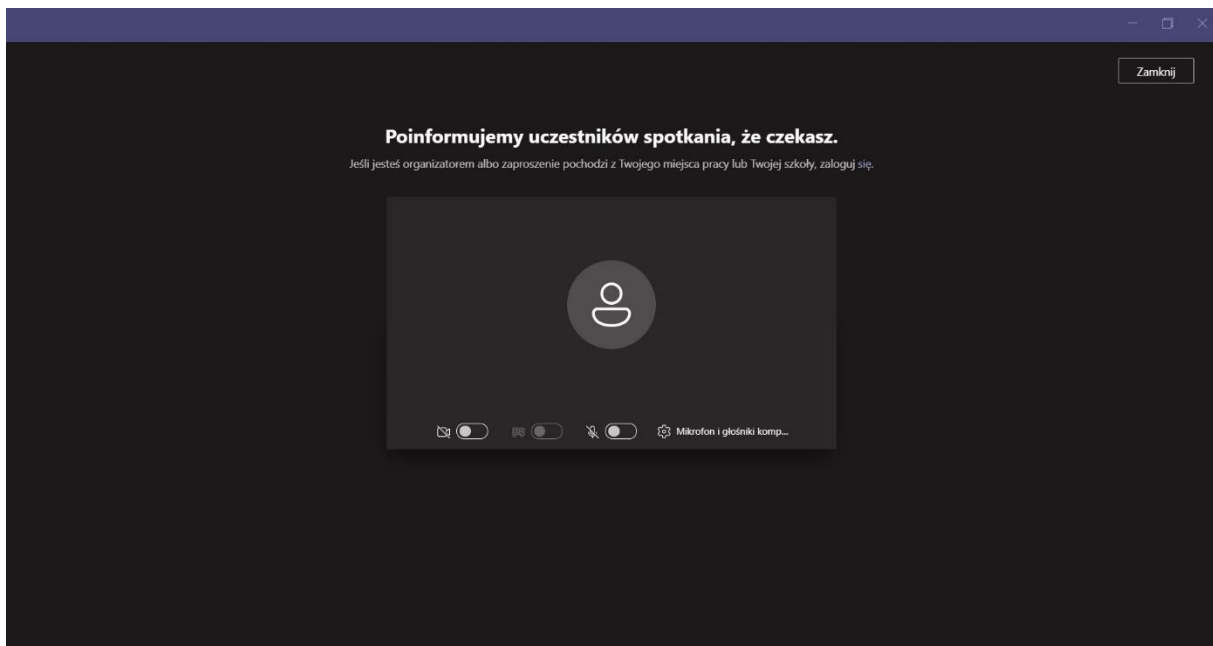 Zamknij
Poinformujemy uczestników spotkania, że czekasz.
Jeśli jesteś organizatorem albo zaproszenie pochodzi z Twojego miejsca pracy lub Twojej szkoły, zaloguj się.
Mikrofon i głośniki komp...